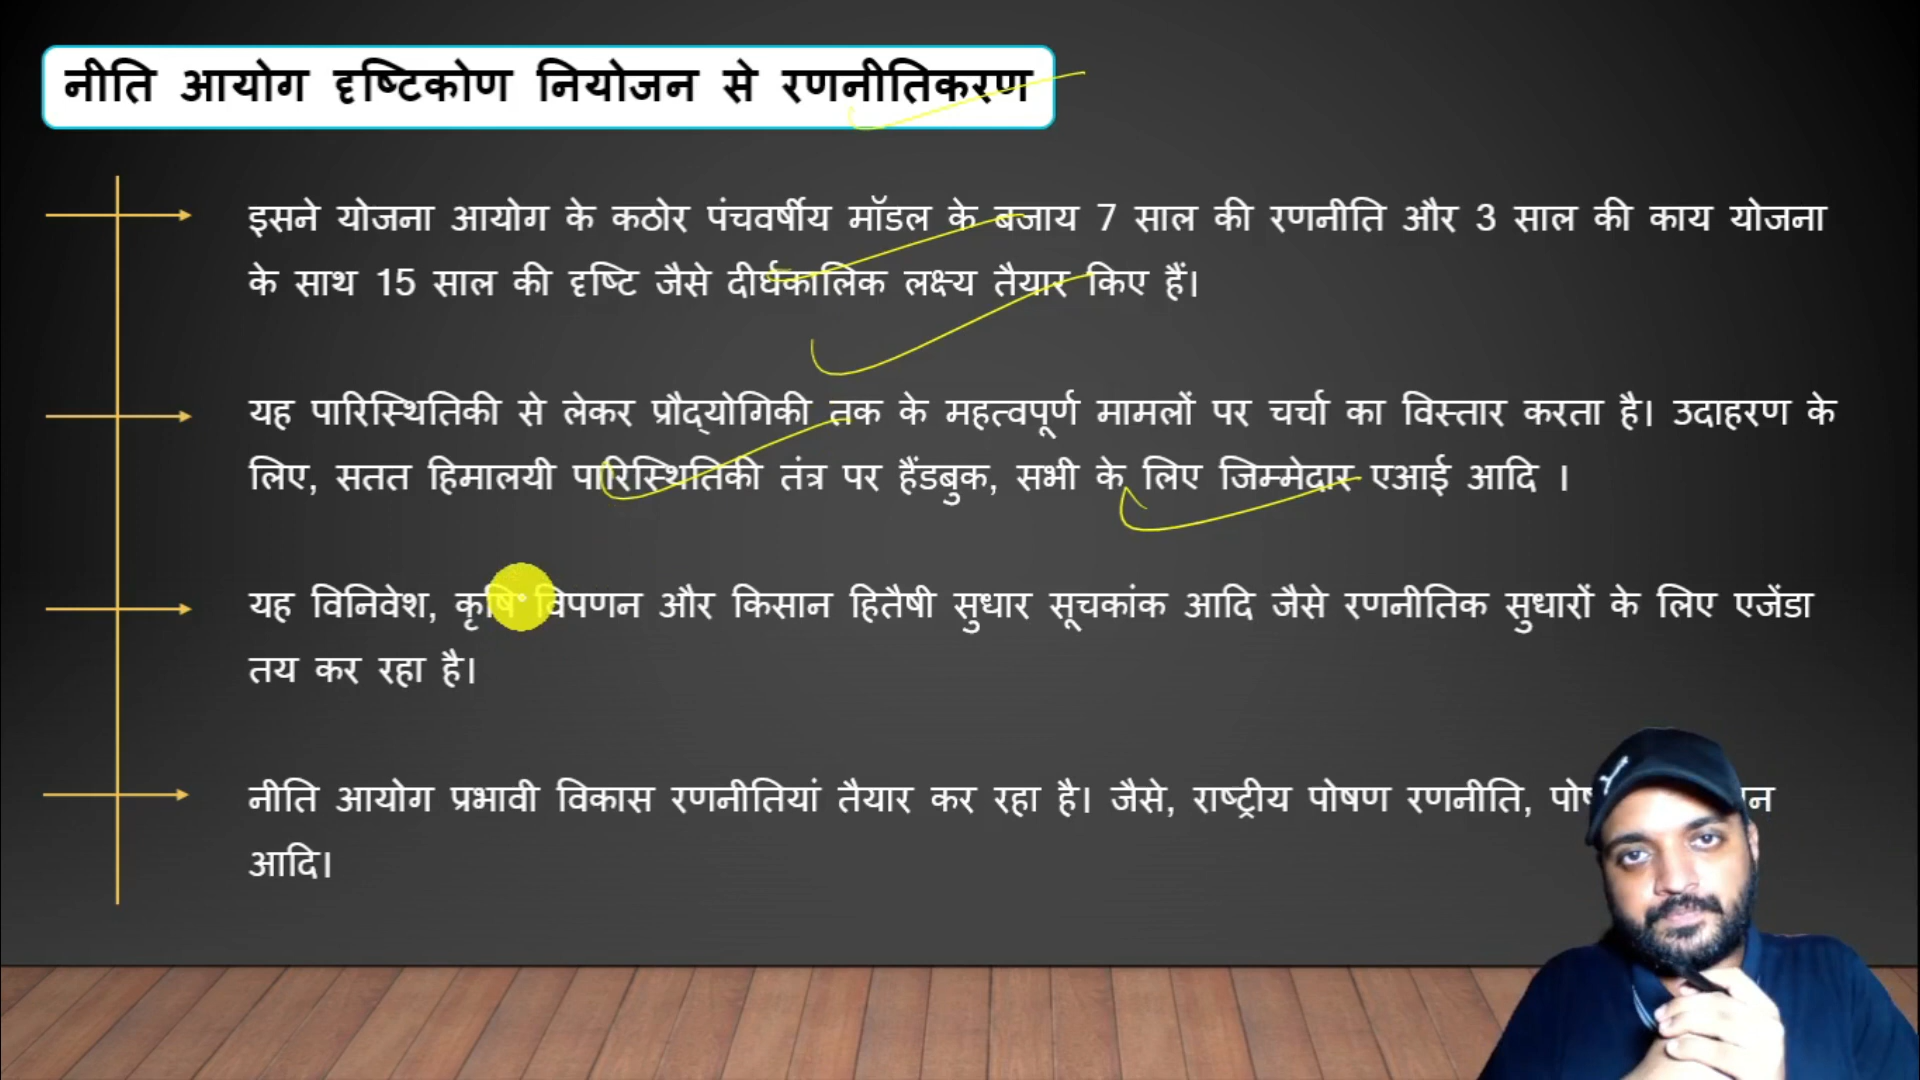 नीति आयोग दृष्टिकोण नियोजन से रणनीतिकरण
इसने योजना आयोग के कठोर पंचवर्षीय मॉडल के बजाय 7 साल की रणनीति और 3 साल की काय योजना
के साथ 15 साल की दृष्टि जैसे दीर्धकालिक लक्ष्य तैयार किए हैं।
यह पारिस्थितिकी से लेकर प्रौद्योगिकी तक के महत्वपूर्ण मामलों पर चर्चा का विस्तार करता है। उदाहरण के
लिए, सतत हिमालयी पारिस्थितिकी तंत्र पर हैंडबुक, सभी के लिए जिम्मेदार एआई आदि ।
यह विनिवेश, कृषि विपणन और किसान हितैषी सुधार सूचकांक आदि जैसे रणनीतिक सुधारों के लिए एजेंडा
तय कर रहा है।
नीति आयोग प्रभावी विकास रणनीतियां तैयार कर रहा है। जैसे, राष्ट्रीय पोषण रणनीति,
आदि।